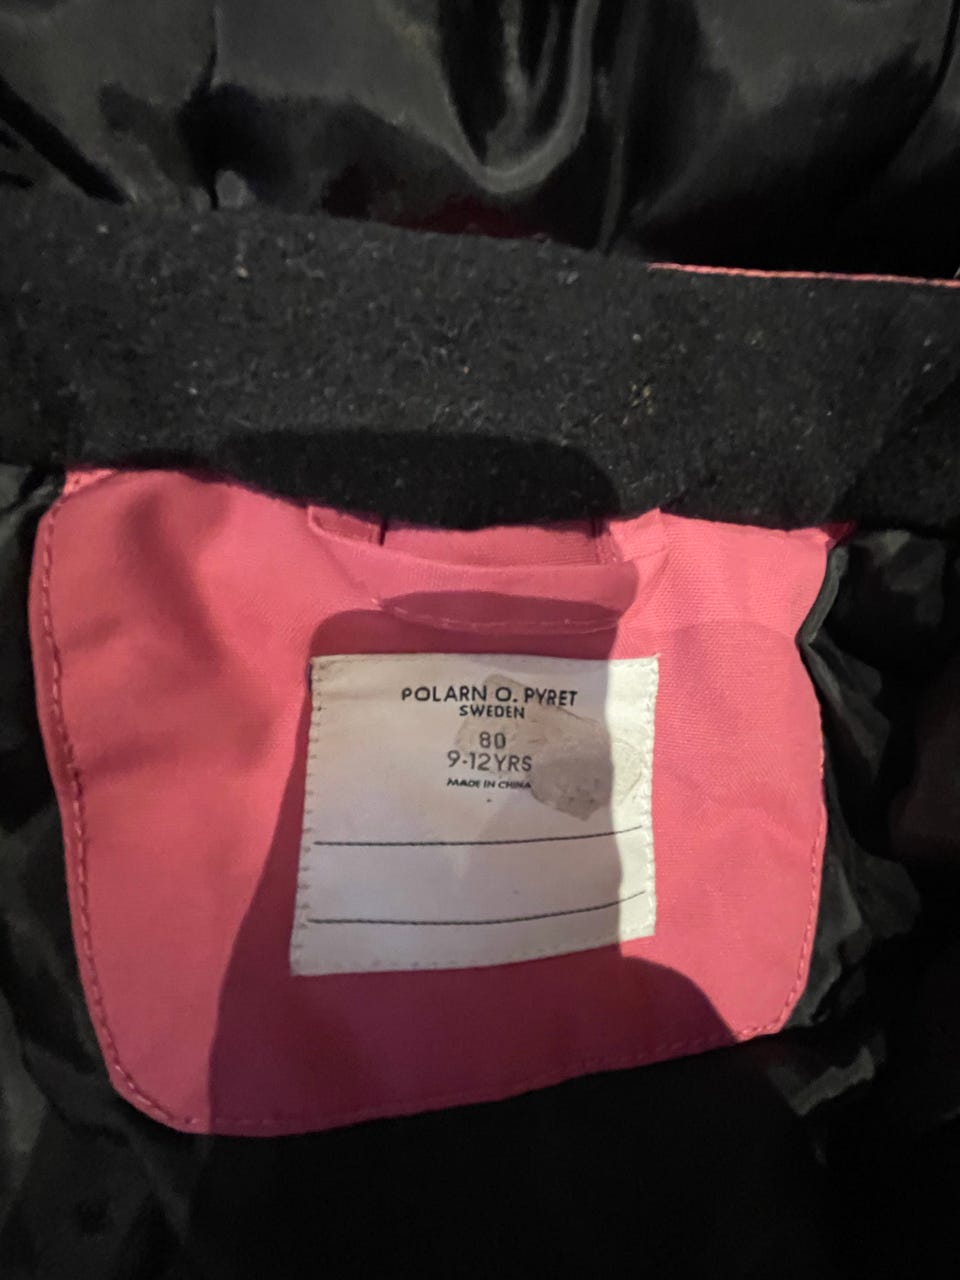 POLARN O. PYRET
SWEDEN
80
9-12YRS
MADE IN CHINA